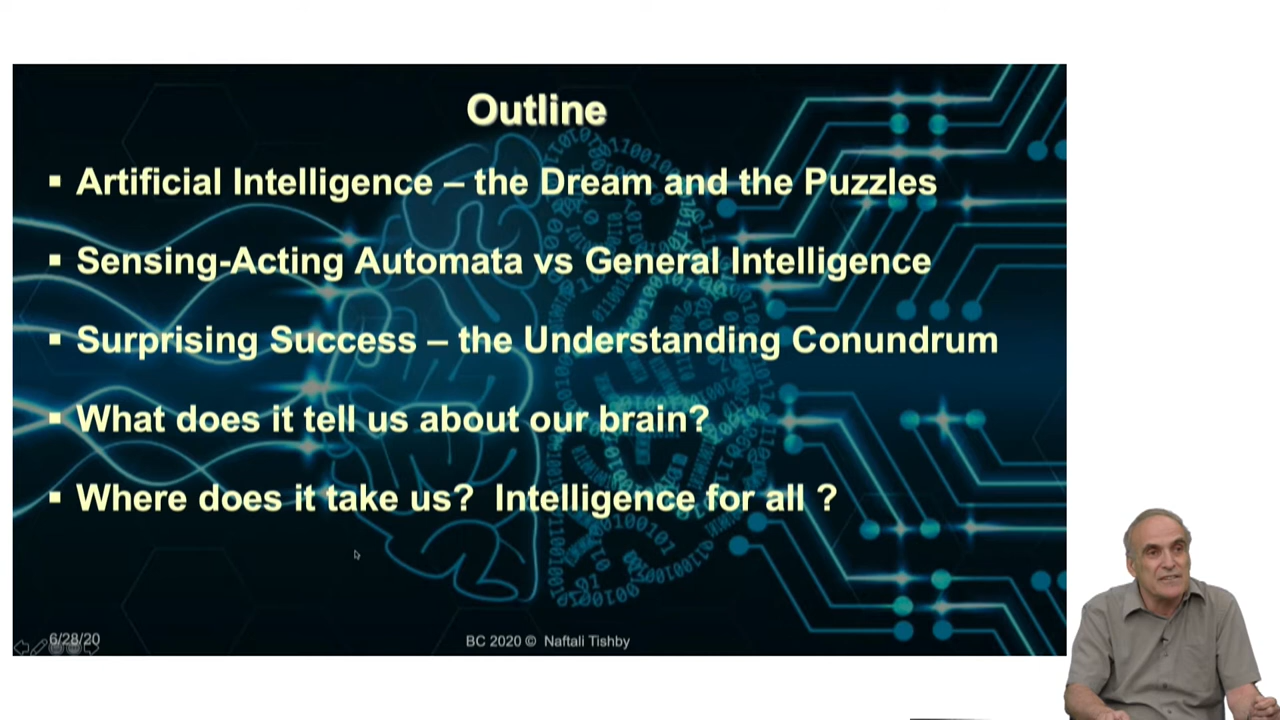 Outline
▪ Artificial Intelligence – the Dream and the Puzzles
▪ Sensing-Acting Automata vs General Intelligence
▪ Surprising Success – the Understanding Conundrum
▪ What does it tell us about our brain?
▪ Where does it take us? Intelligence for all ?
6/28/20
BC 2020 © Naftali Tishby